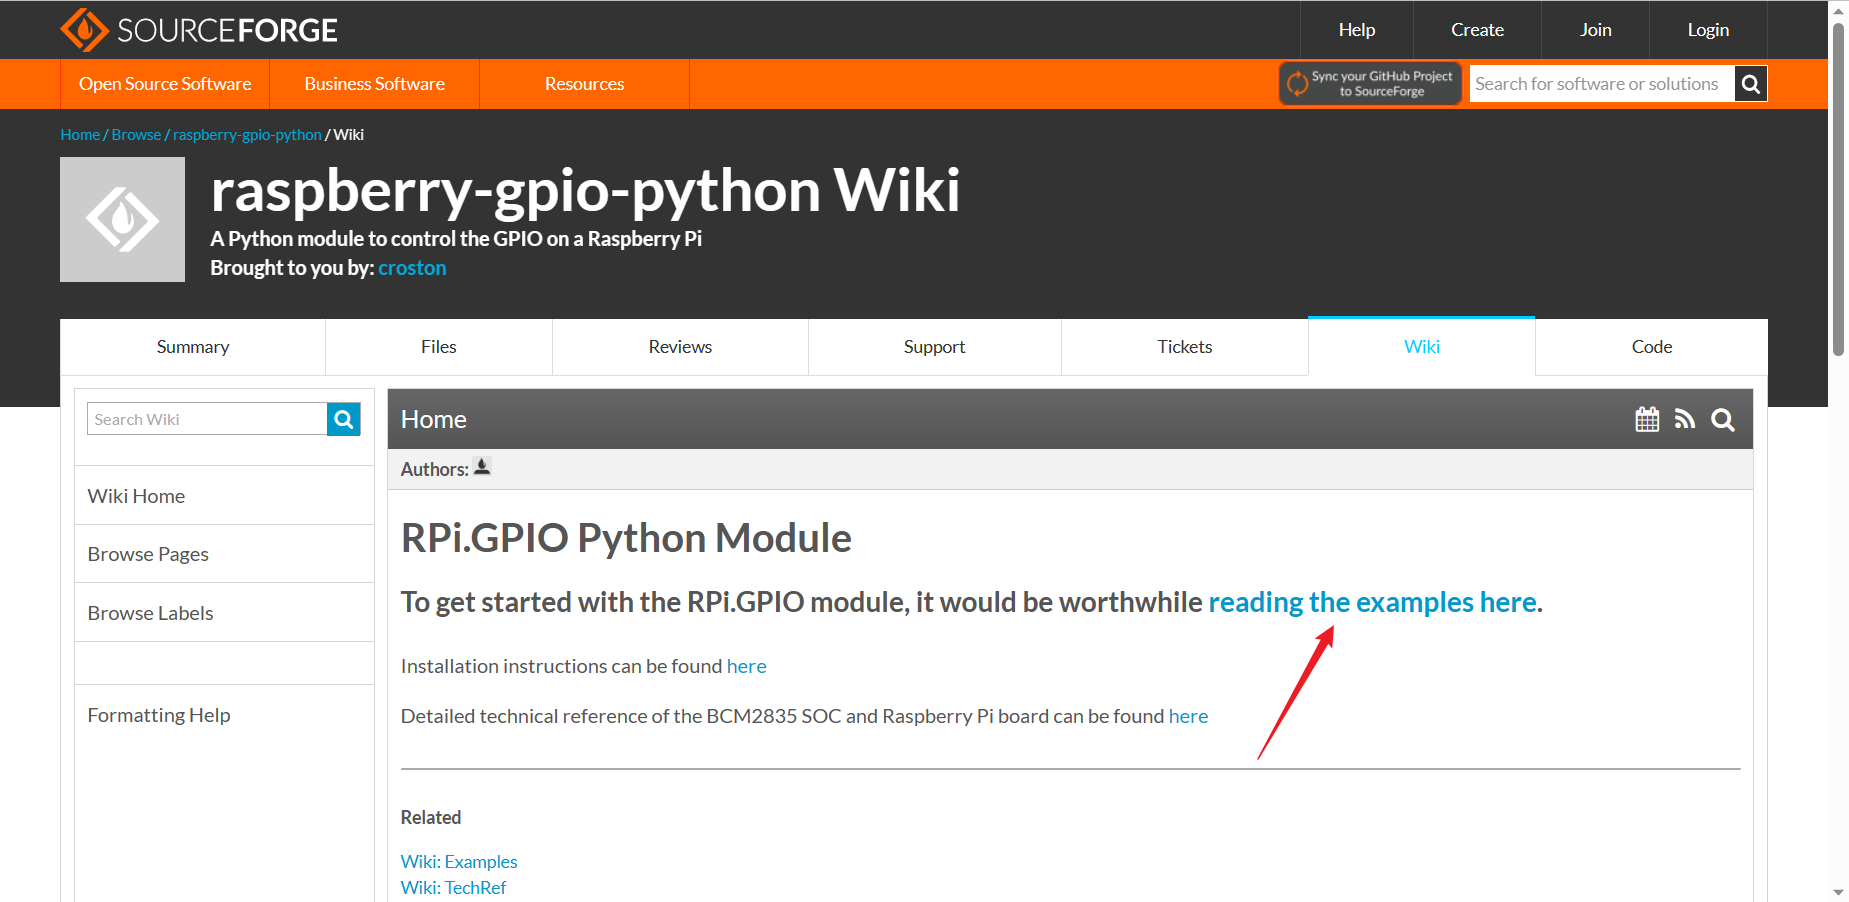 SOURCEFORGE
Help
Create
Join
Login
Open Source Software
Business Software
Resources
Sync your GitHub Project
to SourceForge
Search for software or solutions
Home / Browse / raspberry-gpio-python / Wiki
raspberry-gpio-python Wiki
A Python module to control the GPIO on a Raspberry Pi
Brought to you by: croston
Summary
Files
Reviews
Support
Tickets
Wiki
Code
Search Wiki
Wiki Home
Browse Pages
Browse Labels
Formatting Help
Home
Authors:
RPi.GPIO Python Module
To get started with the RPi.GPIO module, it would be worthwhile reading the examples here.
Installation instructions can be found here
Detailed technical reference of the BCM2835 SOC and Raspberry Pi board can be found here
Related
Wiki: Examples
Wiki: TechRef